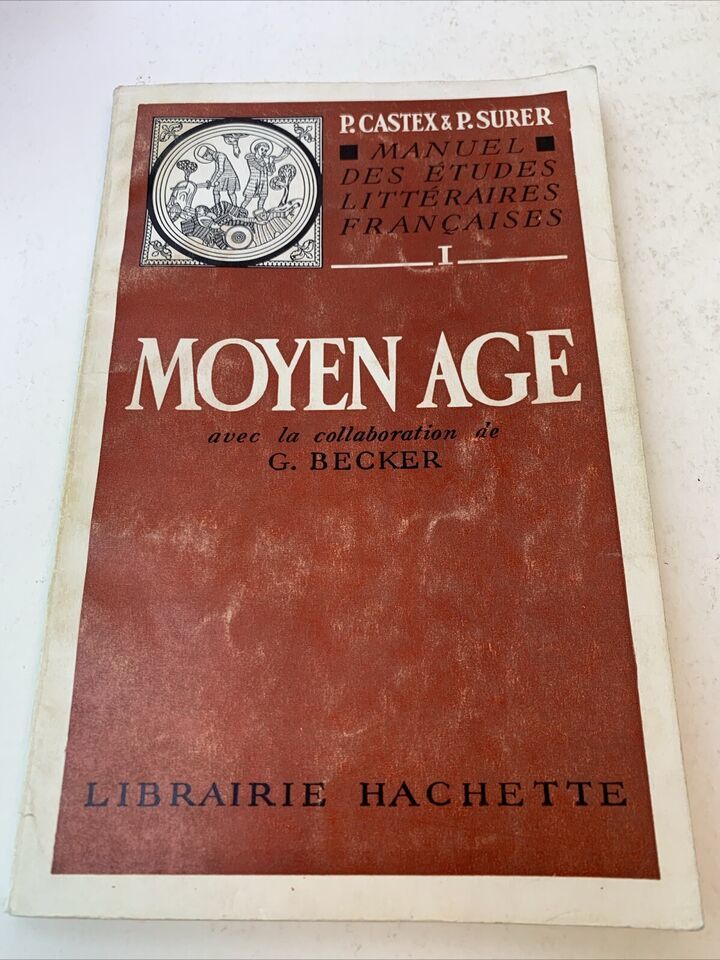 P. CASTEX & P. SURER
MANUEL
DES ÉTUDES
LITTÉRAIRES
FRANÇAISES
I
MOYEN AGE
avec la collaboration de
G. BECKER
LIBRAIRIE HACHETTE